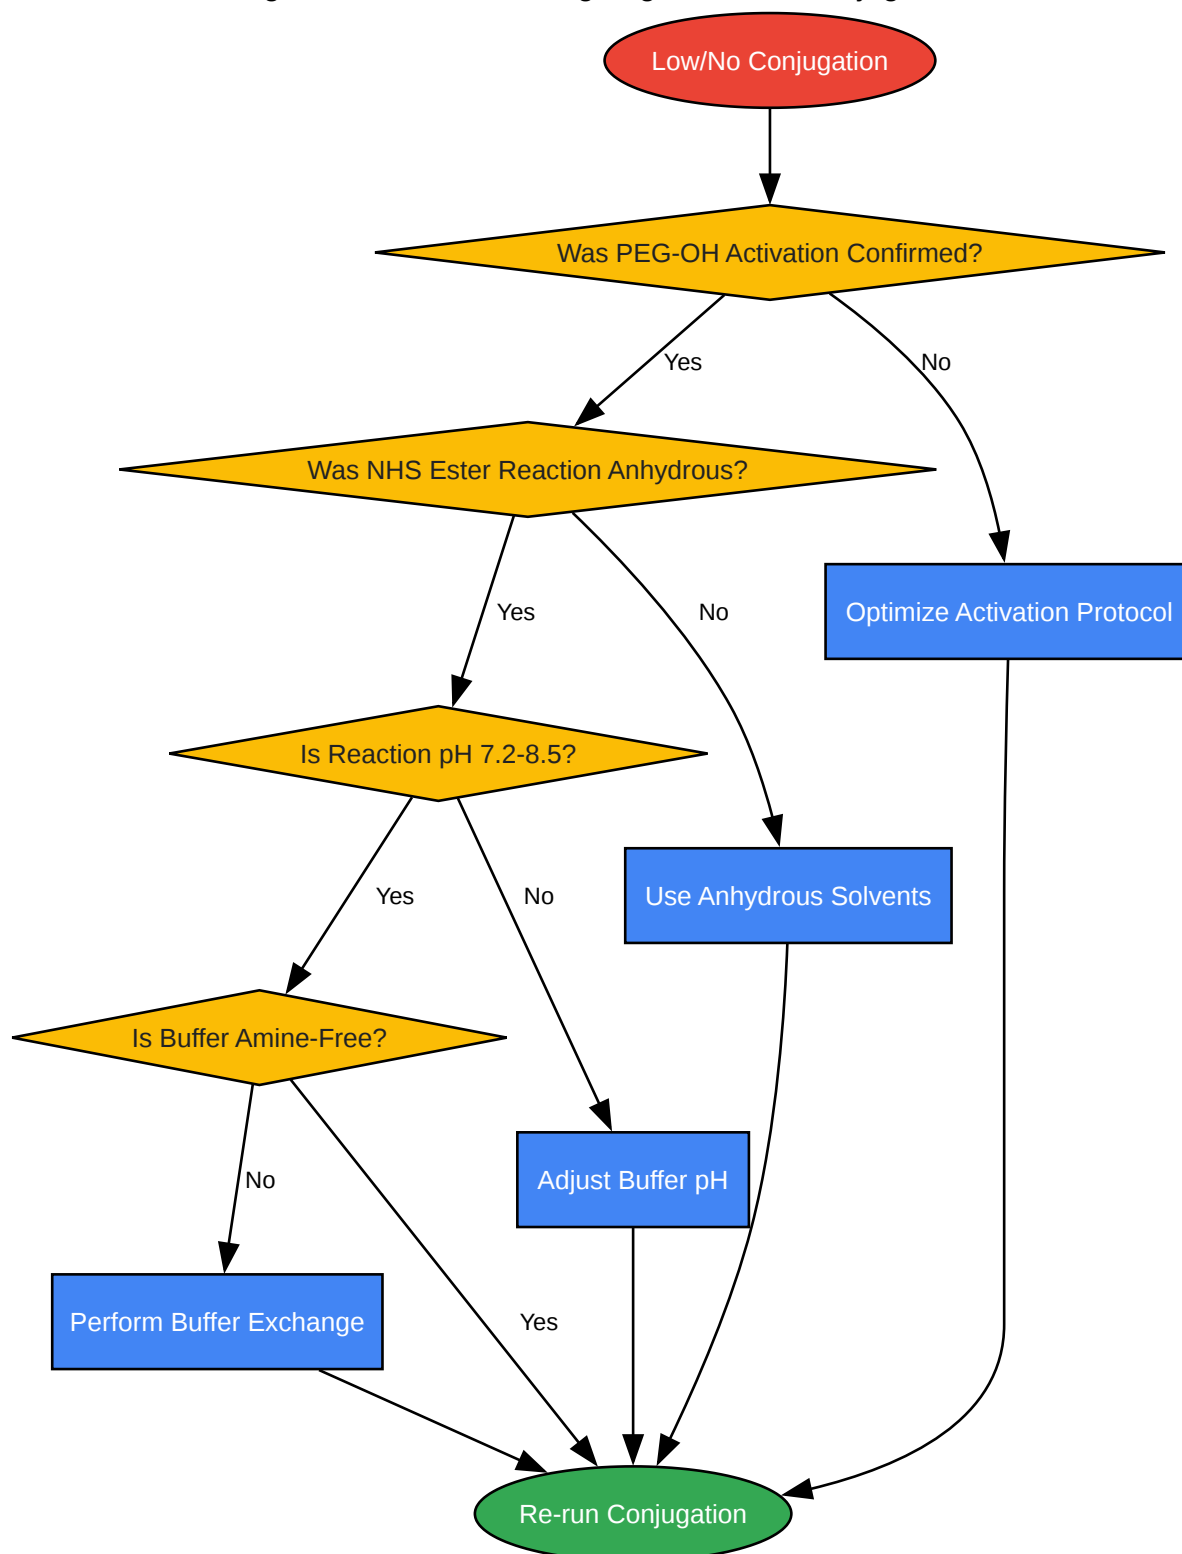 Low/No Conjugation
Was PEG-OH Activation Confirmed?
Yes
No
Was NHS Ester Reaction Anhydrous?
Yes
No
Optimize Activation Protocol
Is Reaction pH 7.2-8.5?
Yes
No
Use Anhydrous Solvents
Is Buffer Amine-Free?
No
Adjust Buffer pH
Perform Buffer Exchange
Yes
Re-run Conjugation